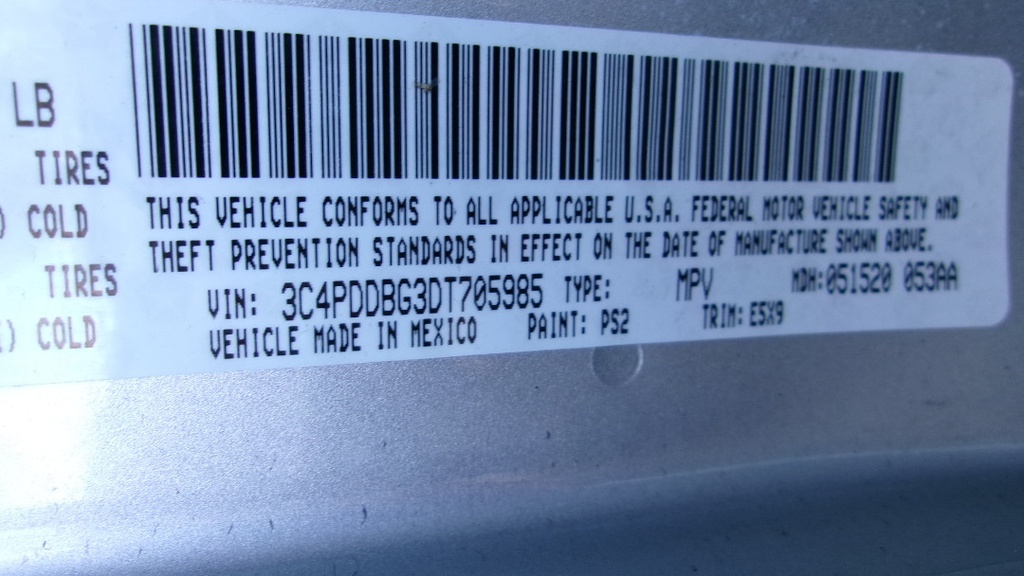 LB
TIRES
) COLD
TIRES
) COLD
THIS VEHICLE CONFORMS TO ALL APPLICABLE U.S.A. FEDERAL MOTOR VEHICLE SAFETY AND
THEFT PREVENTION STANDARDS IN EFFECT ON THE DATE OF MANUFACTURE SHOWN ABOVE.
VIN: 3C4PDDBG3DT705985 TYPE: MPV MDH: 051520 053AA
VEHICLE MADE IN MEXICO PAINT: PS2 TRIM: E5X9